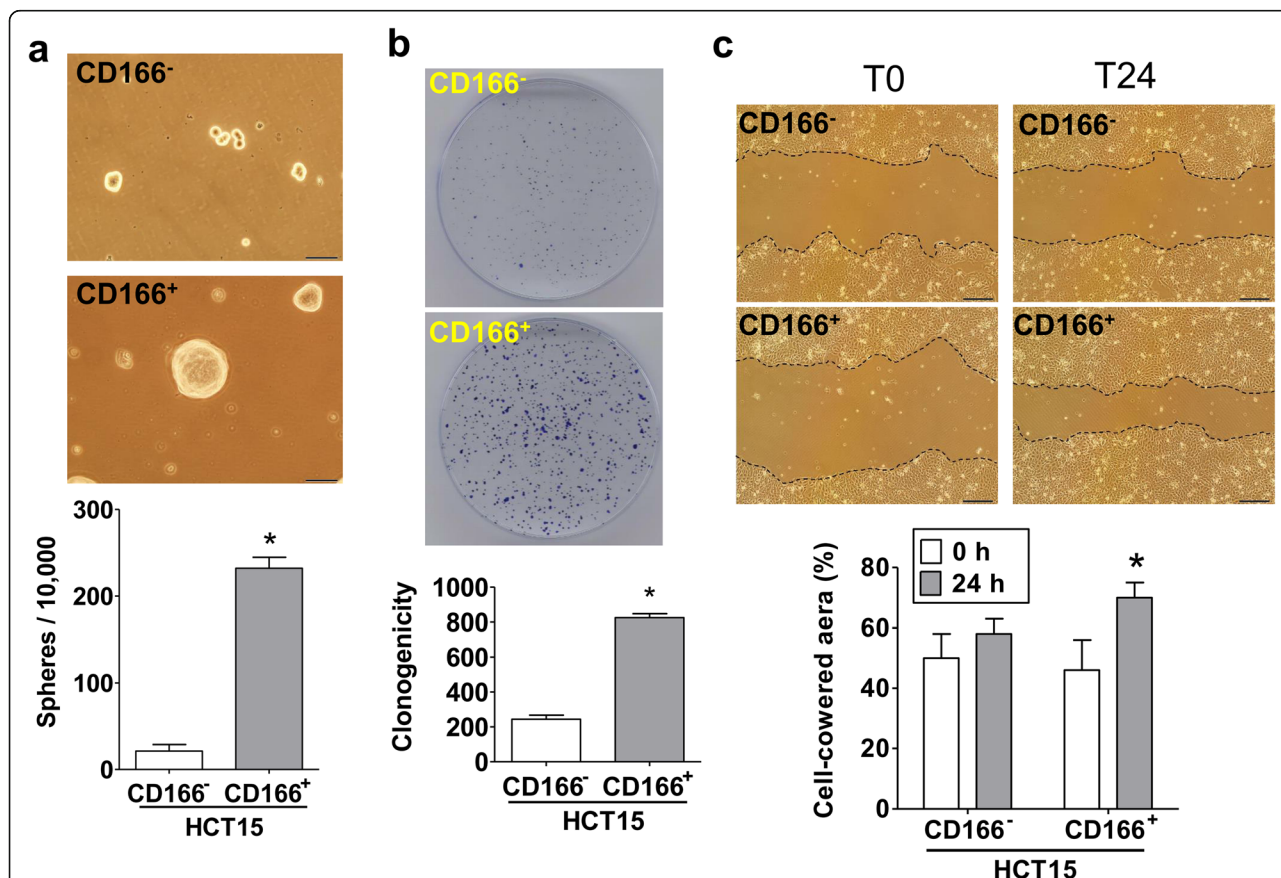 a
CD166-
CD166+
300
200
100
0
Spheres / 10,000
CD166- CD166+
HCT15
b
CD166-
CD166+
1000
800
600
400
200
0
Clonogenicity
CD166- CD166+
HCT15
c
T0 T24
CD166- CD166-
CD166+ CD166+
0 h
24 h
*
*
*
80
60
40
20
0
Cell-cowered aera (%)
CD166- CD166+
HCT15